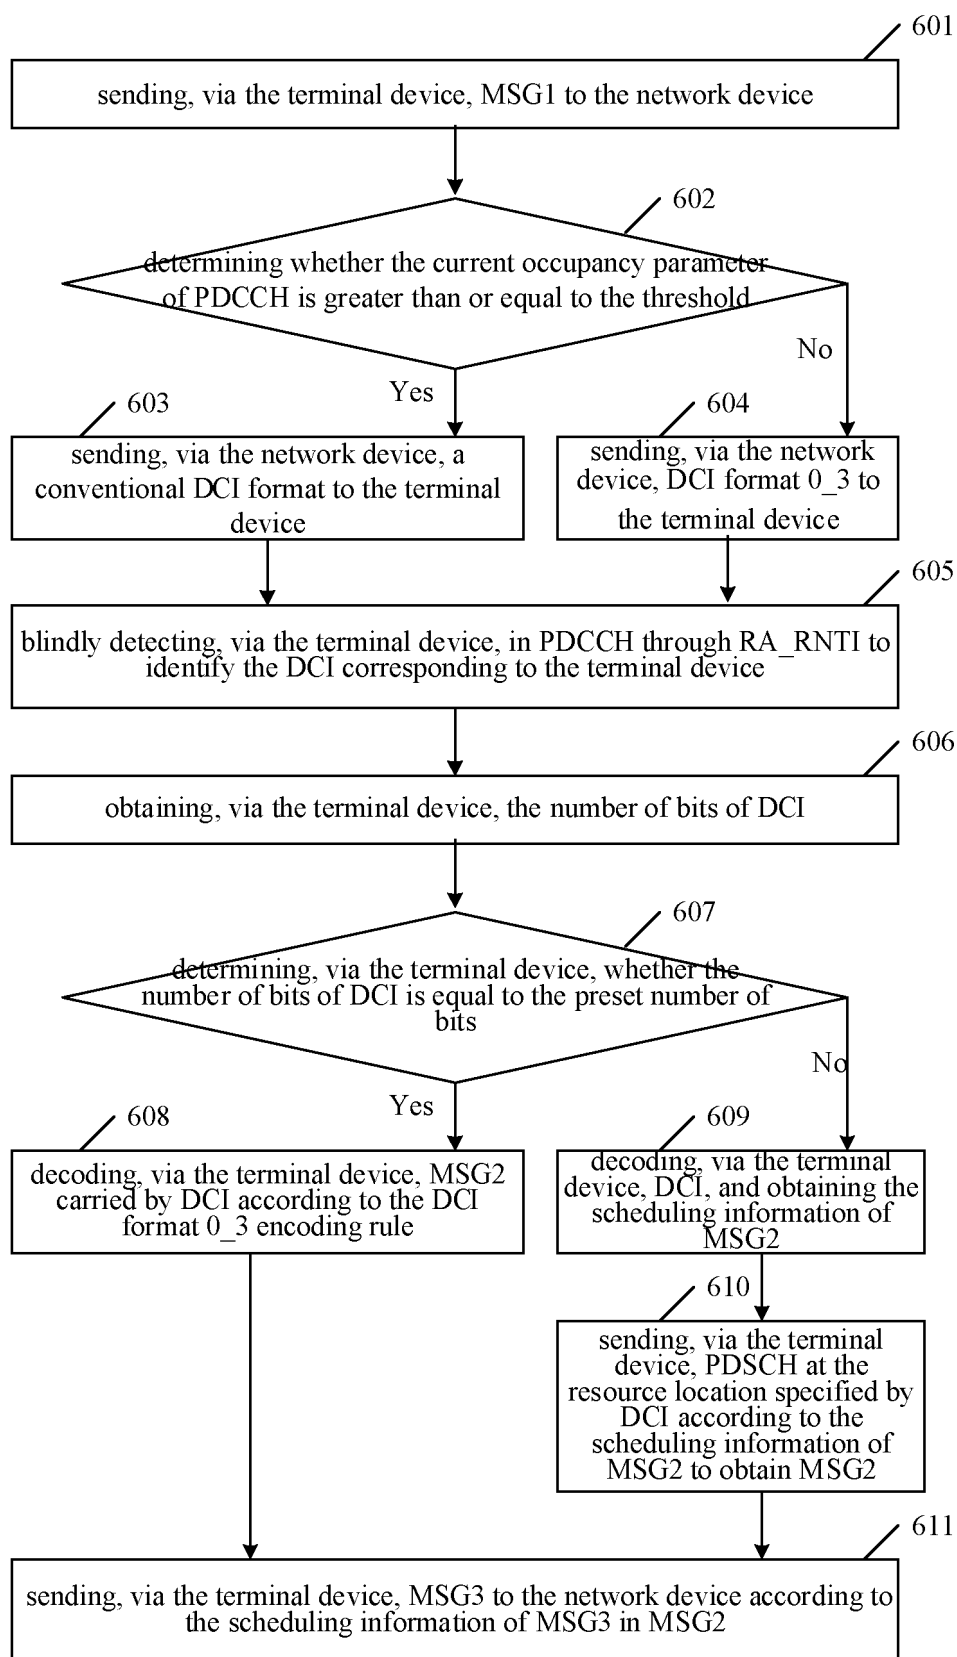 601
sending, via the terminal device, MSG1 to the network device
602
determining whether the current occupancy parameter
of PDCCH is greater than or equal to the threshold
No
Yes
603
604
sending, via the network device, a
conventional DCI format to the terminal
device
sending, via the network
device, DCI format 0_3 to
the terminal device
605
blindly detecting, via the terminal device, in PDCCH through RA_RNTI to
identify the DCI corresponding to the terminal device
606
obtaining, via the terminal device, the number of bits of DCI
607
determining, via the terminal device, whether the
number of bits of DCI is equal to the preset number of
bits
No
Yes
608
609
decoding, via the terminal device, MSG2
carried by DCI according to the DCI
format 0_3 encoding rule
decoding, via the terminal
device, DCI, and obtaining the
scheduling information of
MSG2
610
sending, via the terminal
device, PDSCH at the
resource location specified by
DCI according to the
scheduling information of
MSG2 to obtain MSG2
611
sending, via the terminal device, MSG3 to the network device according to
the scheduling information of MSG3 in MSG2